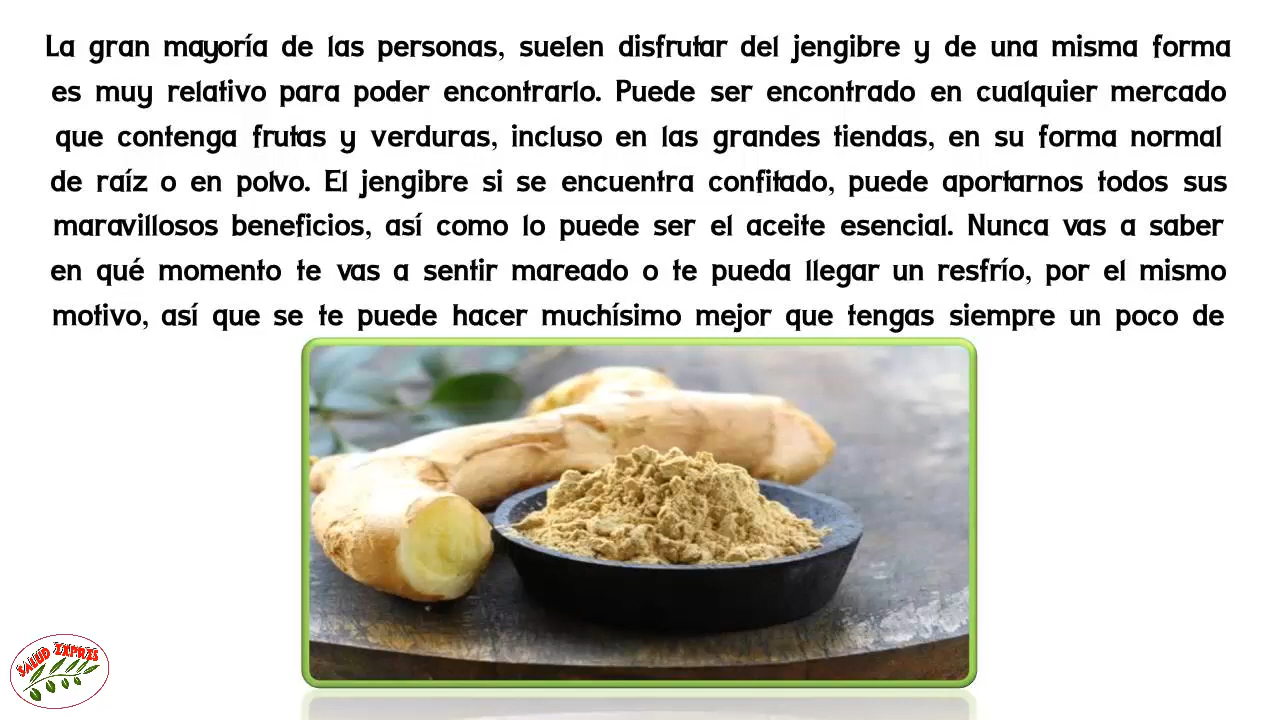 La gran mayoría de las personas, suelen disfrutar del jengibre y de una misma forma
es muy relativo para poder encontrarlo. Puede ser encontrado en cualquier mercado
que contenga frutas y verduras, incluso en las grandes tiendas, en su forma normal
de raíz o en polvo. El jengibre si se encuentra confitado, puede aportarnos todos sus
maravillosos beneficios, así como lo puede ser el aceite esencial. Nunca vas a saber
en qué momento te vas a sentir mareado o te pueda llegar un resfrío, por el mismo
motivo, así que se te puede hacer muchísimo mejor que tengas siempre un poco de
SALUD EXPRES